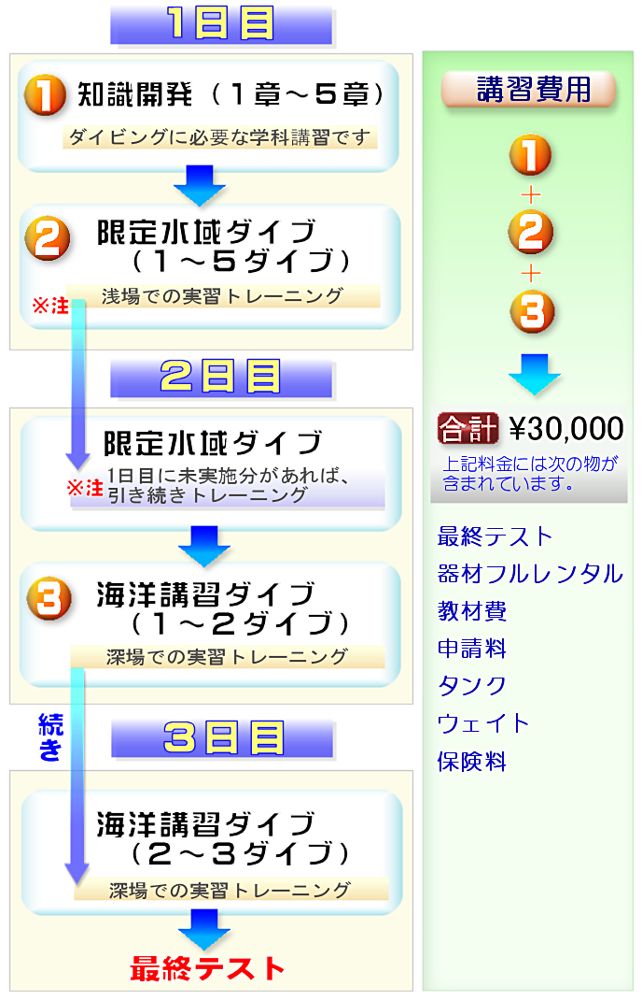 1日目
1 知識開発（1章～5章）
ダイビングに必要な学科講習です
2 限定水域ダイブ
（1～5ダイブ）
※注 浅場での実習トレーニング
2日目
限定水域ダイブ
※注 1日目に未実施分があれば、
引き続きトレーニング
3 海洋講習ダイブ
（1～2ダイブ）
深場での実習トレーニング
続き
3日目
海洋講習ダイブ
（2～3ダイブ）
深場での実習トレーニング
最終テスト
講習費用
1
+
2
+
3
合計 ¥30,000
上記料金には次の物が
含まれています。
最終テスト
器材フルレンタル
教材費
申請料
タンク
ウェイト
保険料